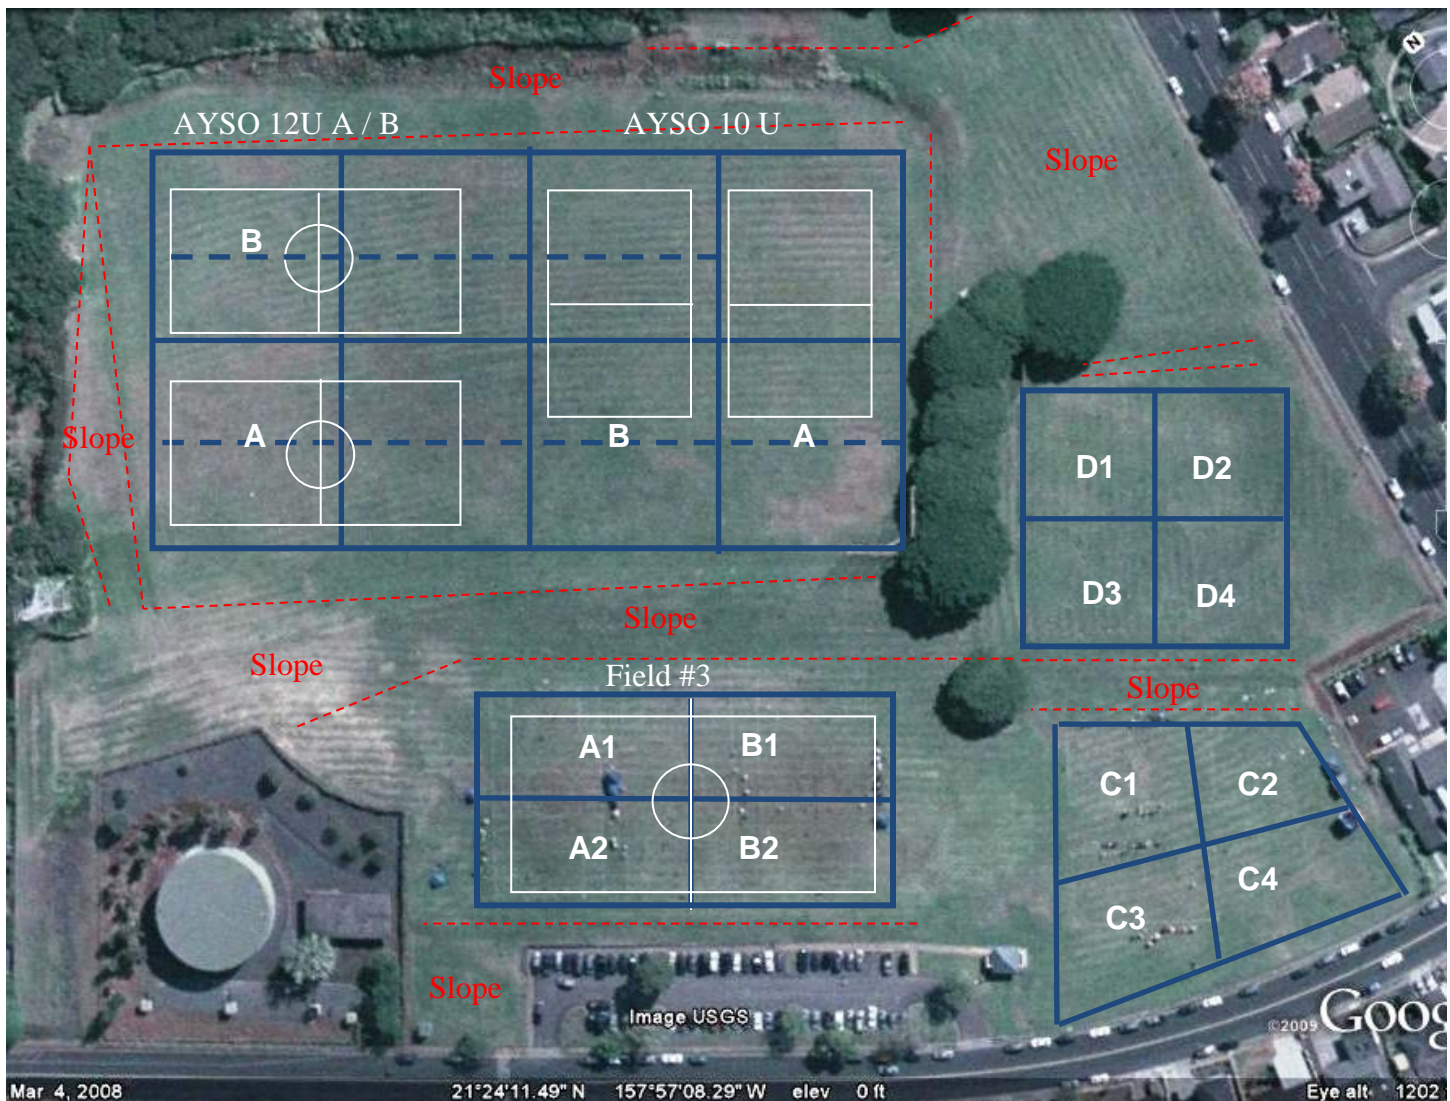 N
Slope
AYSO 12U A / B
AYSO 10 U
Slope
B
Slope
A
B
A
D1
D2
D3
D4
Slope
Slope
Field #3
Slope
A1
B1
C1
C2
A2
B2
C3
C4
Slope
Image USGS
©2009 Goog
Mar 4, 2008
21°24'11.49" N 157°57'08.29" W elev 0 ft
Eye alt 1202